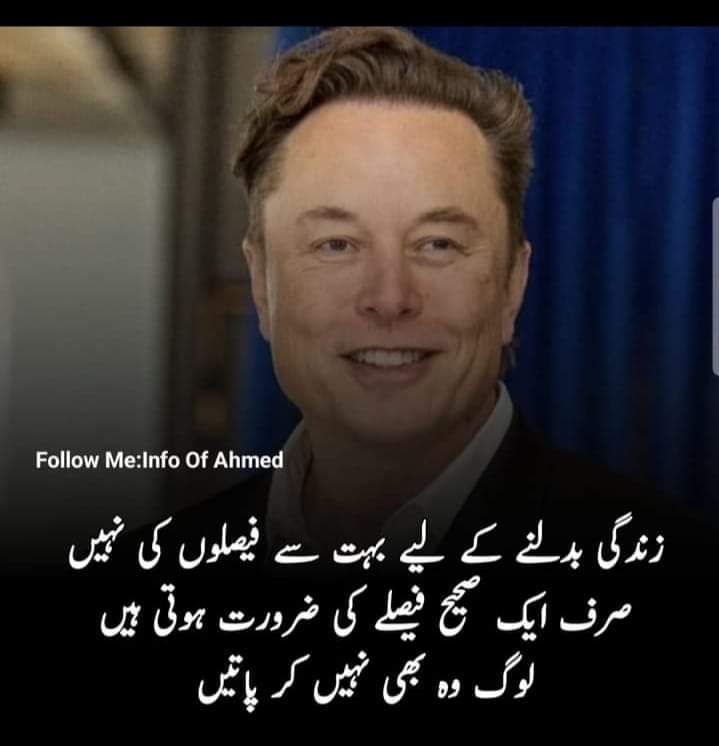 Follow Me:Info Of Ahmed
زندگی بدلنے کے لیے بہت سے فیصلوں کی نہیں
صرف ایک صحیح فیصلے کی ضرورت ہوتی ہیں
لوگ وہ بھی نہیں کر پاتیں